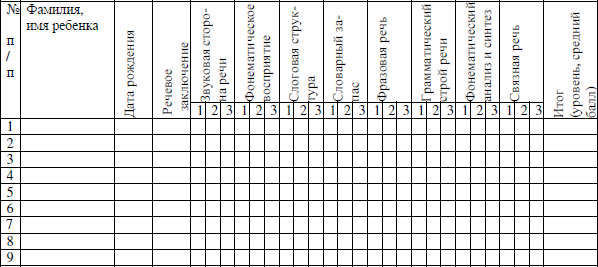 № п / п
Фамилия, имя ребенка
Дата рождения
Речевое заключение
Звуковая сторо-
на речи
Фонематическое
восприятие
Слоговая струк-
тура
Словарный за-
пас
Фразовая речь
Грамматический
строй речи
Фонематический
анализ и синтез
Связная речь
Итог
(уровень, средний
балл)
1 2 3 1 2 3 1 2 3 1 2 3 1 2 3 1 2 3 1 2 3 1 2 3
1
2
3
4
5
6
7
8
9